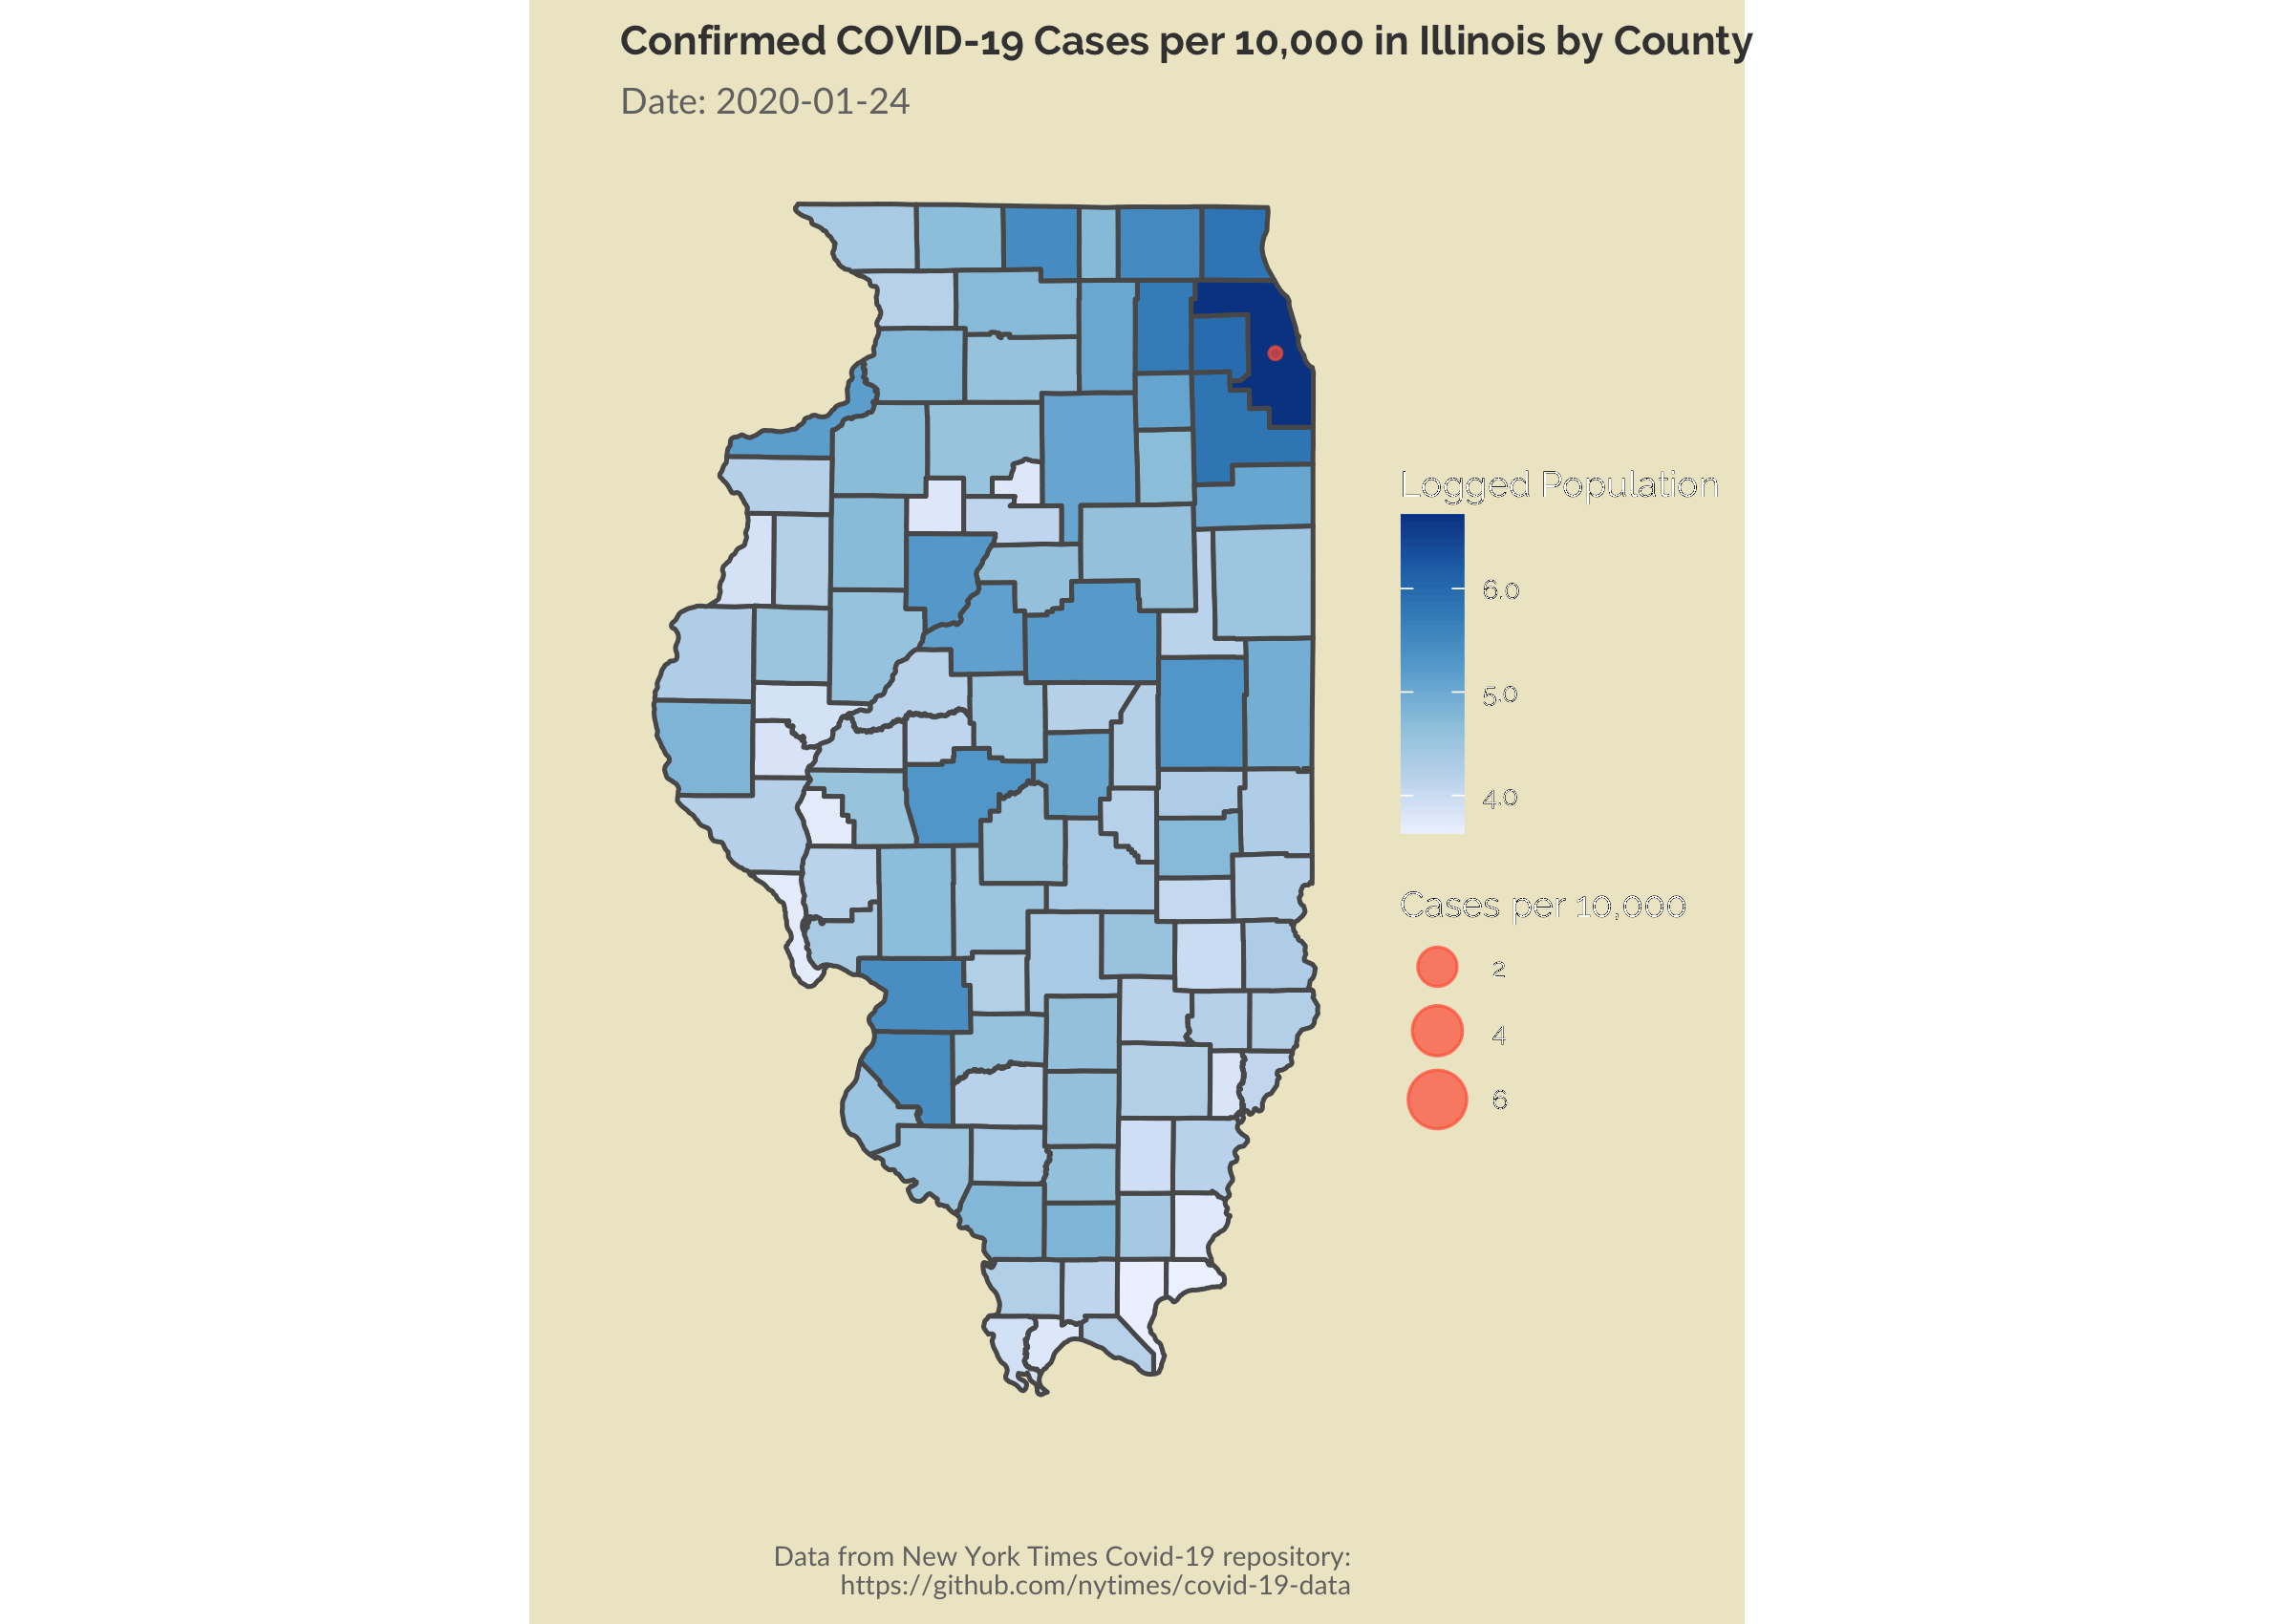 Confirmed COVID-19 Cases per 10,000 in Illinois by County
Date: 2020-01-24
Logged Population
6.0
5.0
4.0
Cases per 10,000
2
4
6
Data from New York Times Covid-19 repository:
https://github.com/nytimes/covid-19-data